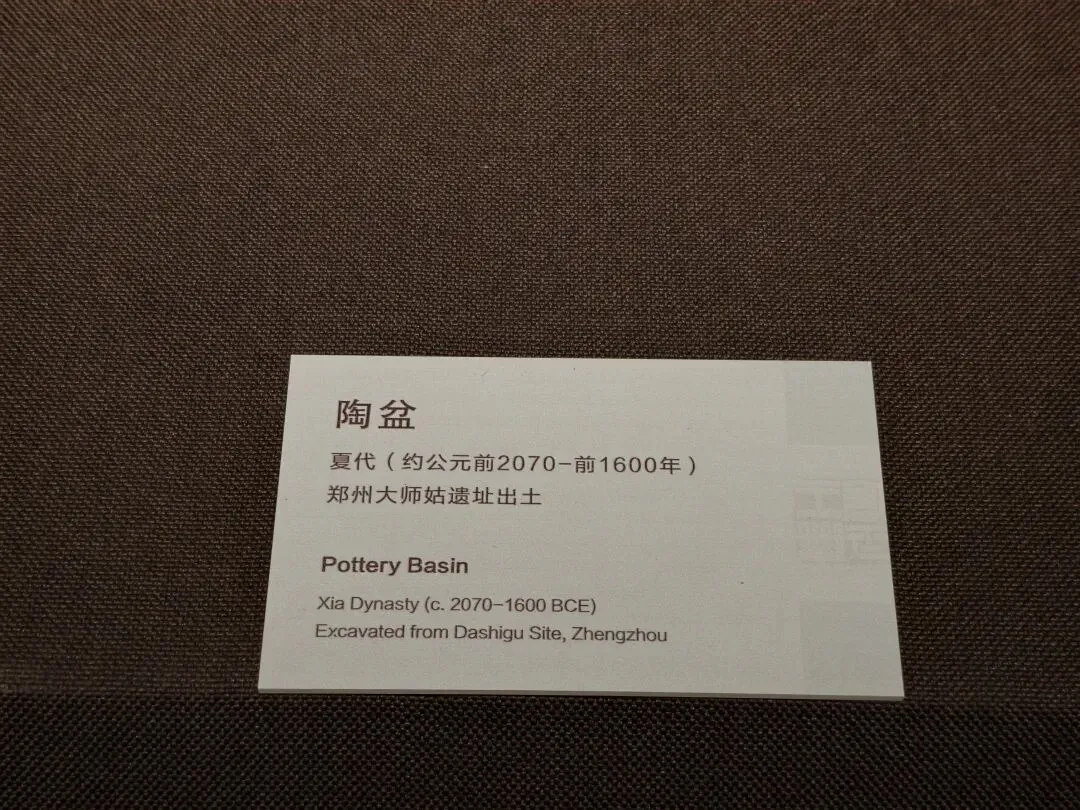 陶盆
夏代（约公元前2070-前1600年）
郑州大师姑遗址出土
Pottery Basin
Xia Dynasty (c. 2070-1600 BCE)
Excavated from Dashigu Site, Zhengzhou